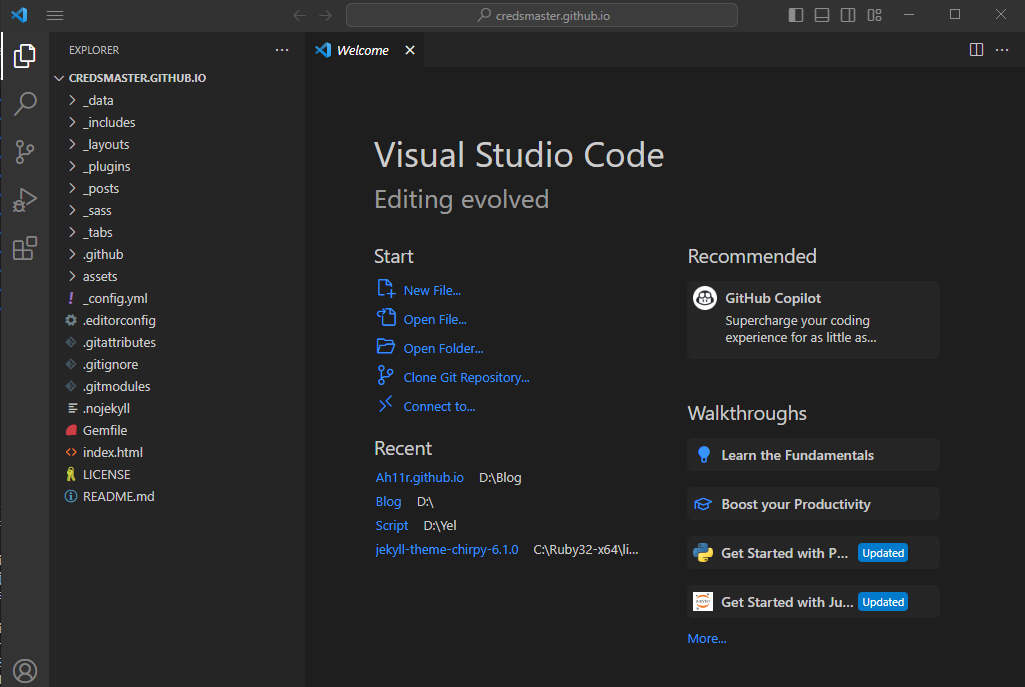 credsmaster.github.io
EXPLORER
Welcome
CREDSMASTER.GITHUB.IO
_data
_includes
_layouts
_plugins
_posts
_sass
_tabs
.github
assets
_config.yml
.editorconfig
.gitattributes
.gitignore
.gitmodules
.nojekyll
Gemfile
index.html
LICENSE
README.md
Visual Studio Code
Editing evolved
Start
New File...
Open File...
Open Folder...
Clone Git Repository...
Connect to...
Recent
Ah11r.github.io D:\Blog
Blog D:\
Script D:\Yel
jekyll-theme-chirpy-6.1.0 C:\Ruby32-x64\li...
Recommended
GitHub Copilot
Supercharge your coding
experience for as little as...
Walkthroughs
Learn the Fundamentals
Boost your Productivity
Get Started with P... Updated
Get Started with Ju... Updated
More...